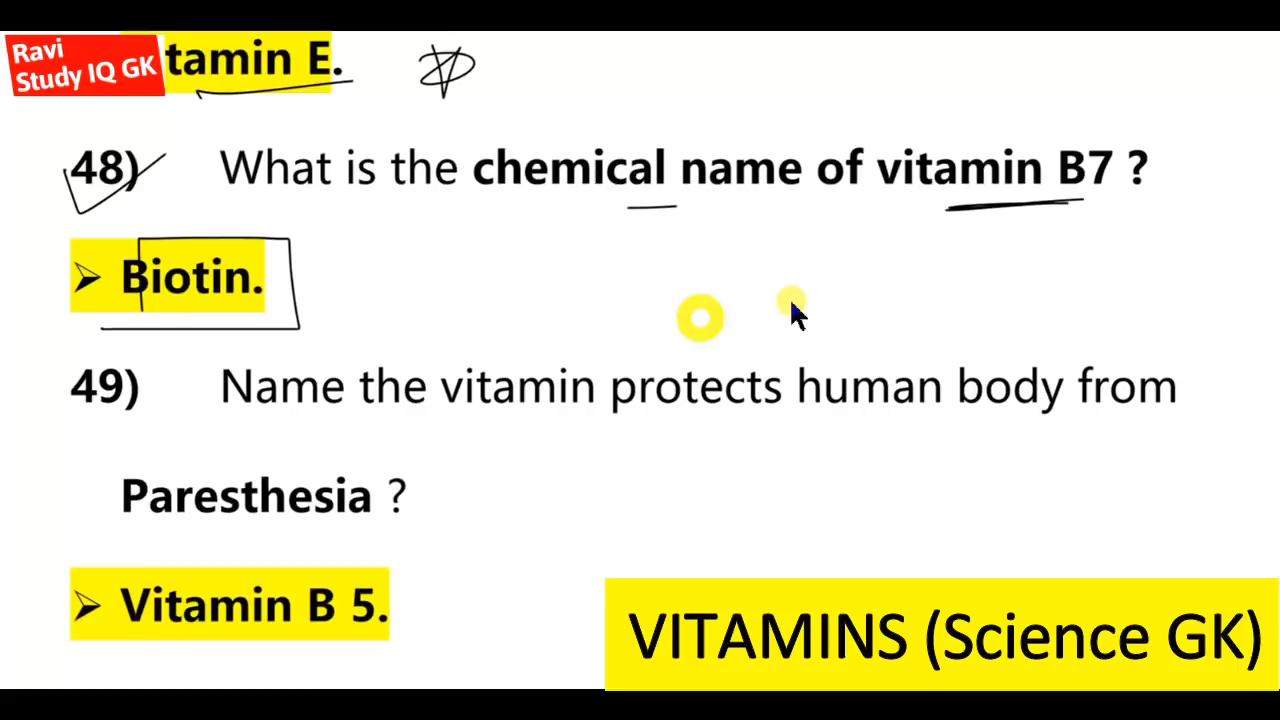 Ravi
Study IQ GK
tamin E.
48) What is the chemical name of vitamin B7 ?
➢ Biotin.
49) Name the vitamin protects human body from
Paresthesia ?
➢ Vitamin B 5.
VITAMINS (Science GK)